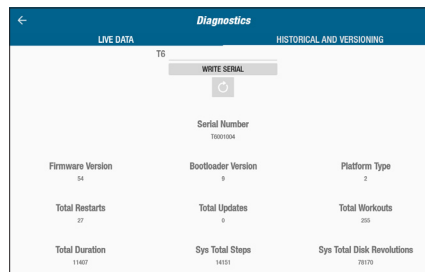 Diagnostics
LIVE DATA HISTORICAL AND VERSIONING
T6
WRITE SERIAL
Serial Number
T6001004
Firmware Version Bootloader Version Platform Type
54 9 2
Total Restarts Total Updates Total Workouts
27 0 255
Total Duration Sys Total Steps Sys Total Disk Revolutions
11407 14151 78170